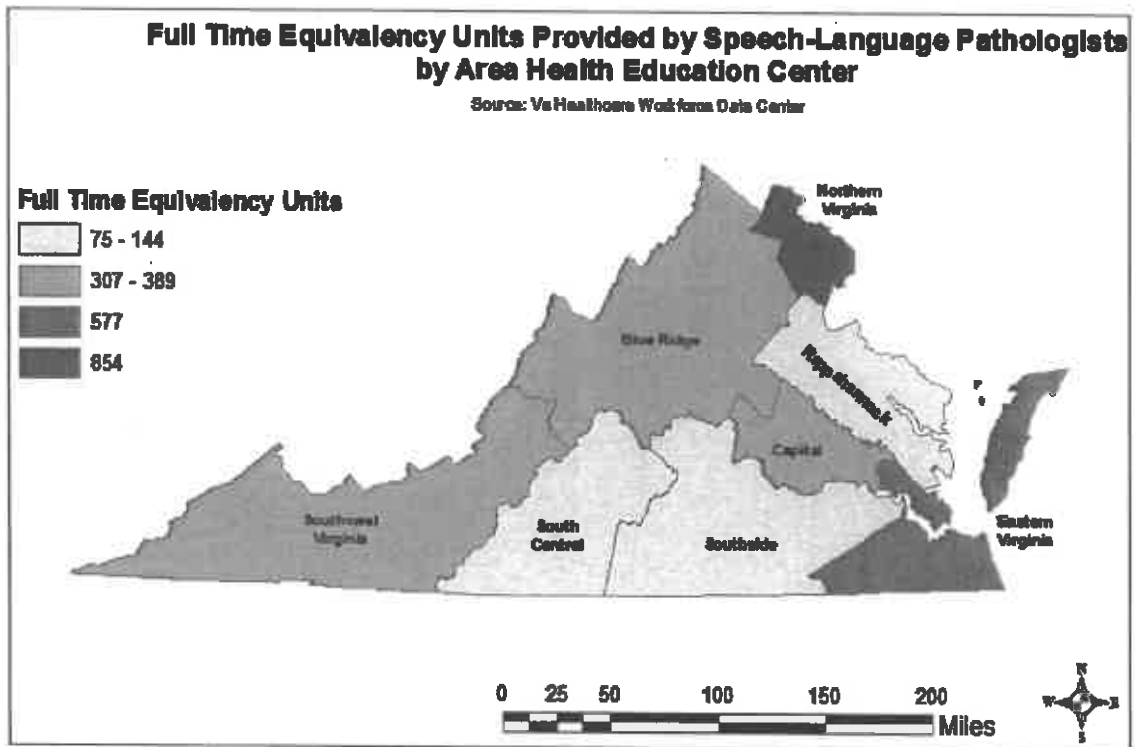 Full Time Equivalency Units Provided by Speech-Language Pathologists
by Area Health Education Center
Source: Va Healthcare Workforce Data Center
Full Time Equivalency Units
75 - 144
307 - 389
577
854
Northern
Virginia
Blue Ridge
Rappahannock
Capital
Southwest
Virginia
South
Central
Southside
Eastern
Virginia
0 25 50 100 150 200
Miles
N
W E
S